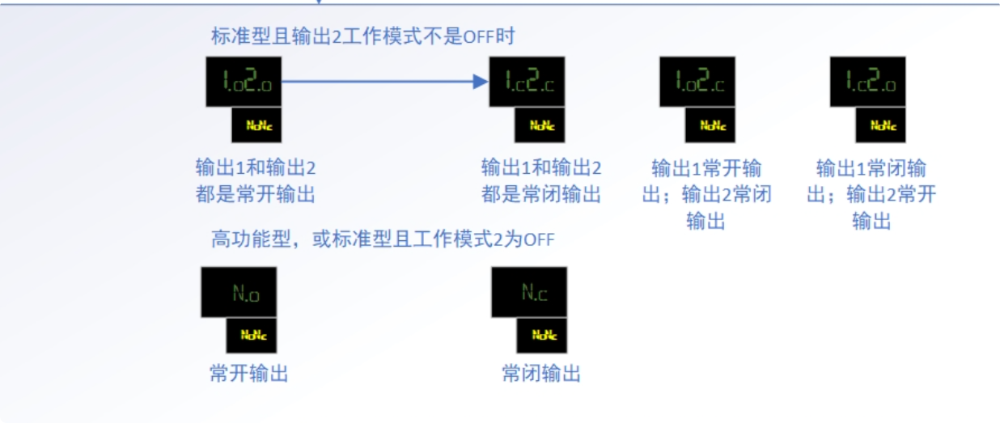 标准型且输出2工作模式不是OFF时
1.o2.o
1.c2.c
1.o2.c
1.c2.o
NoNc
NoNc
NoNc
NoNc
输出1和输出2
都是常开输出
输出1和输出2
都是常闭输出
输出1常开输
出；输出2常闭
输出
输出1常闭输
出；输出2常开
输出
高功能型，或标准型且工作模式2为OFF
N.o
N.c
NoNc
NoNc
常开输出
常闭输出